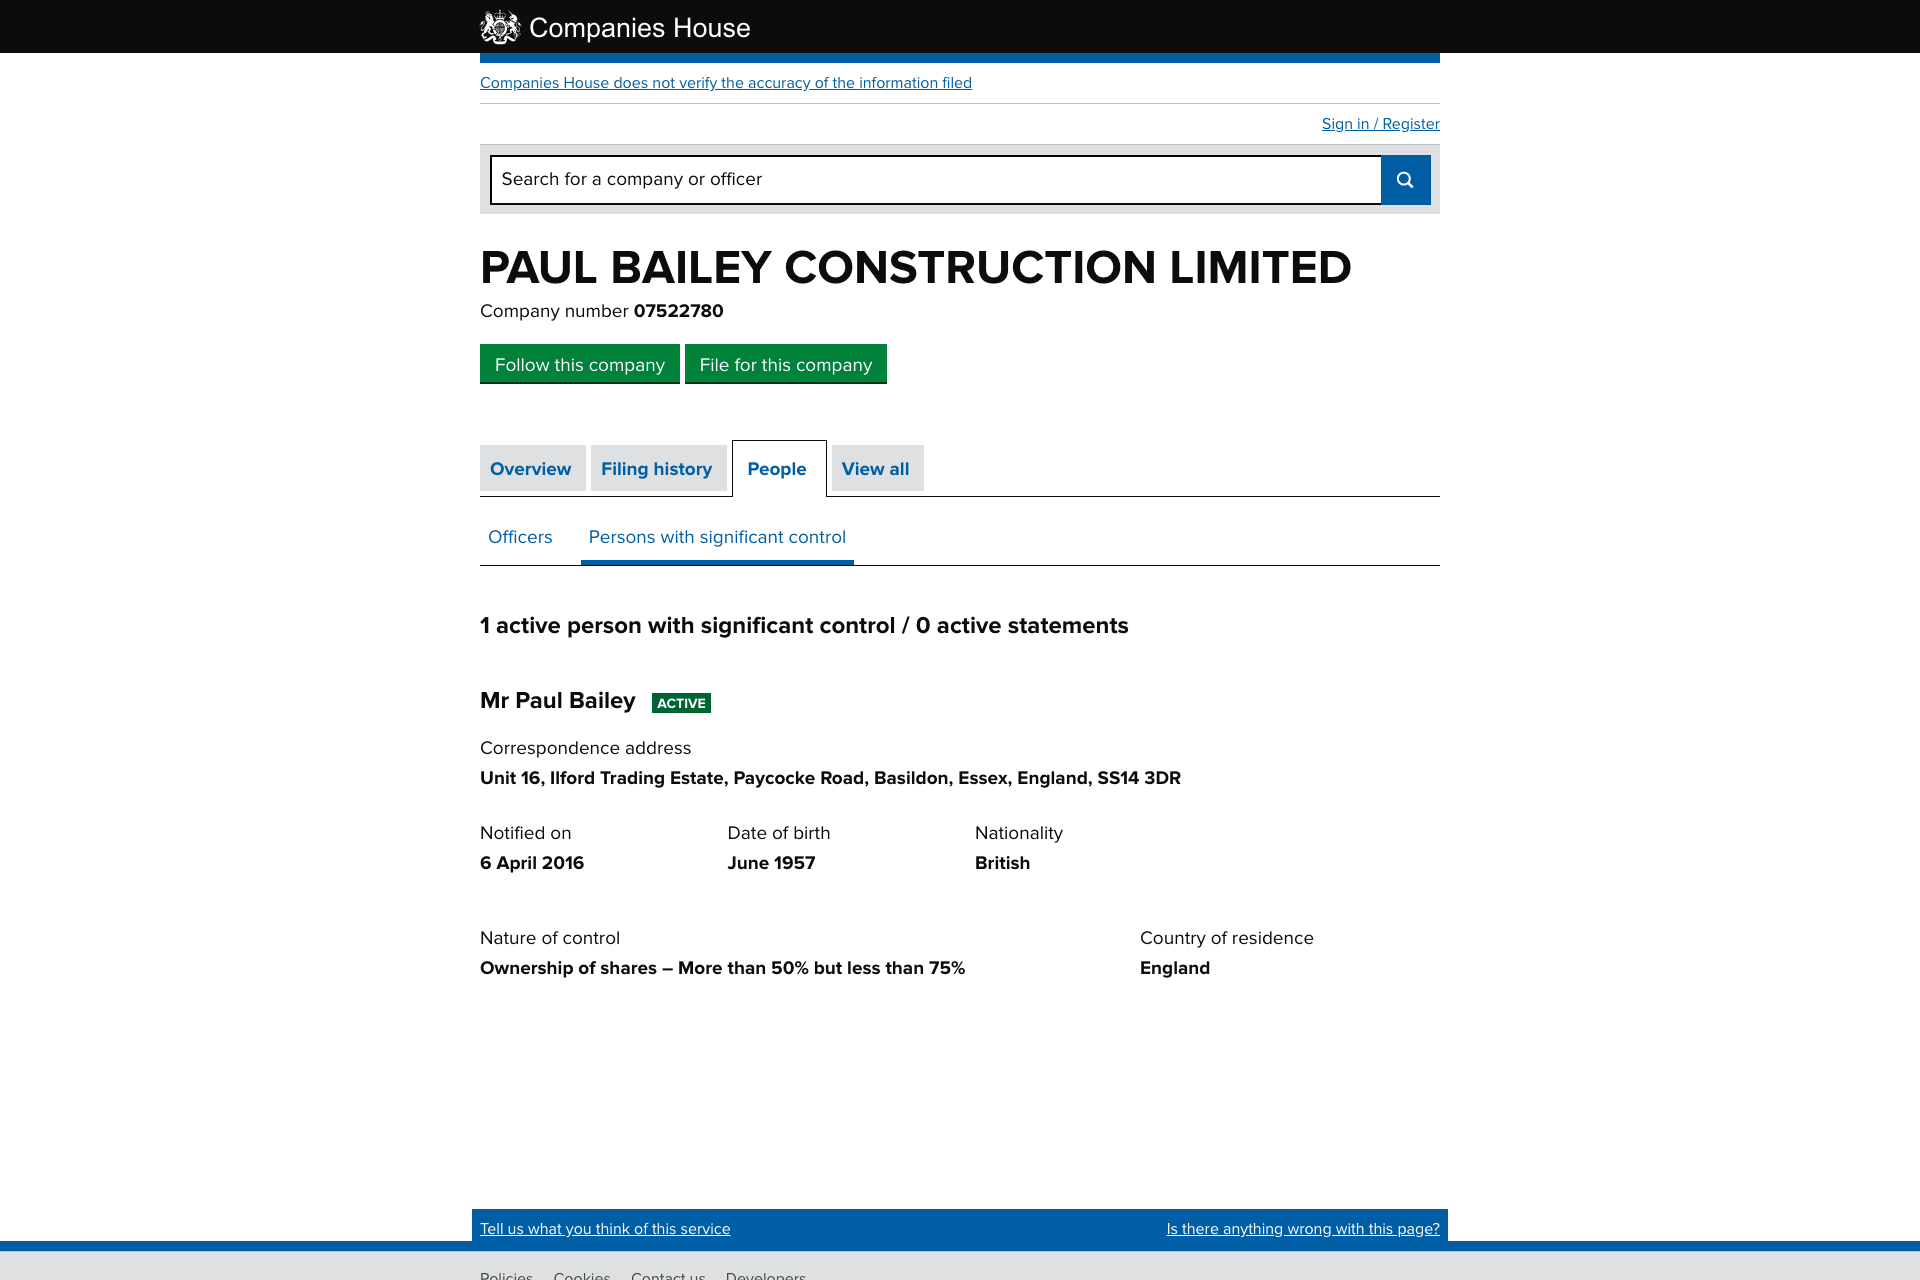 Companies House
Companies House does not verify the accuracy of the information filed
Sign in / Register
Search for a company or officer
PAUL BAILEY CONSTRUCTION LIMITED
Company number 07522780
Follow this company File for this company
Overview Filing history People View all
Officers Persons with significant control
1 active person with significant control / 0 active statements
Mr Paul Bailey ACTIVE
Correspondence address
Unit 16, Ilford Trading Estate, Paycocke Road, Basildon, Essex, England, SS14 3DR
Notified on Date of birth Nationality
6 April 2016 June 1957 British
Nature of control Country of residence
Ownership of shares – More than 50% but less than 75% England
Tell us what you think of this service Is there anything wrong with this page?
Policies Cookies Contact us Developers